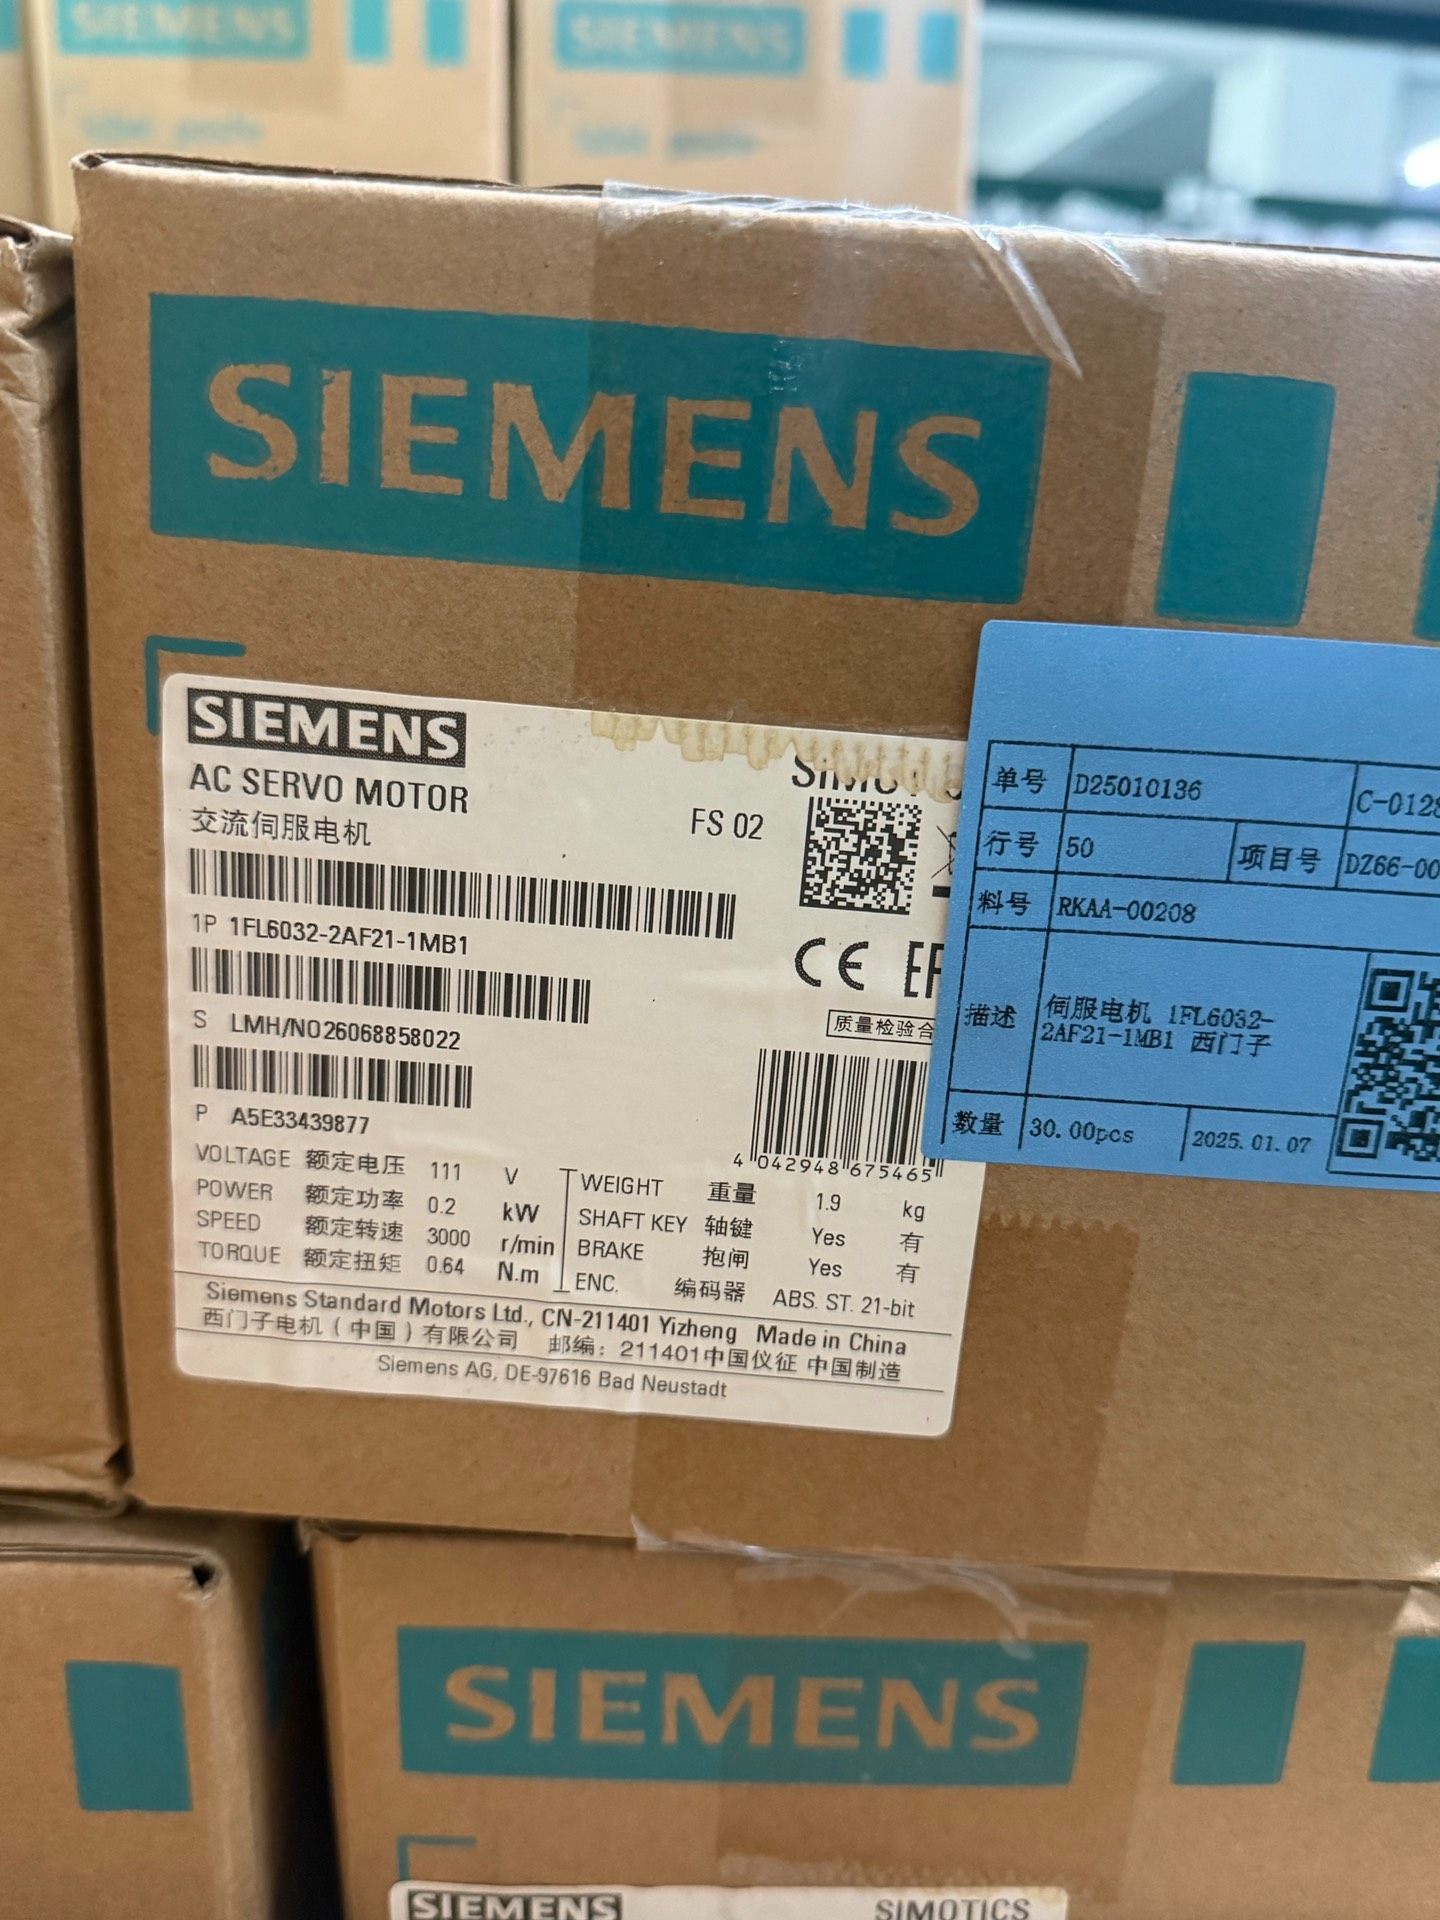 SIEMENS
SIEMENS
SIEMENS
SIEMENS
AC SERVO MOTOR
交流伺服电机
FS 02
1P 1FL6032-2AF21-1MB1
S LMH/NO26068858022
P A5E33439877
CE
质量检验合
4 042948 675465
VOLTAGE 额定电压 111 V
POWER 额定功率 0.2 kW
SPEED 额定转速 3000 r/min
TORQUE 额定扭矩 0.64 N.m
WEIGHT 重量 1.9 kg
SHAFT KEY 轴键 Yes 有
BRAKE 抱闸 Yes 有
ENC. 编码器 ABS. ST. 21-bit
Siemens Standard Motors Ltd., CN-211401 Yizheng Made in China
西门子电机(中国)有限公司 邮编: 211401中国仪征 中国制造
Siemens AG, DE-97616 Bad Neustadt
单号 D25010136 C-0128
行号 50 项目号 DZ66-00
料号 RKAA-00208
描述 伺服电机 1FL6032-
2AF21-1MB1 西门子
数量 30.00pcs 2025.01.07
SIEMENS
SIEMENS SIMOTICS